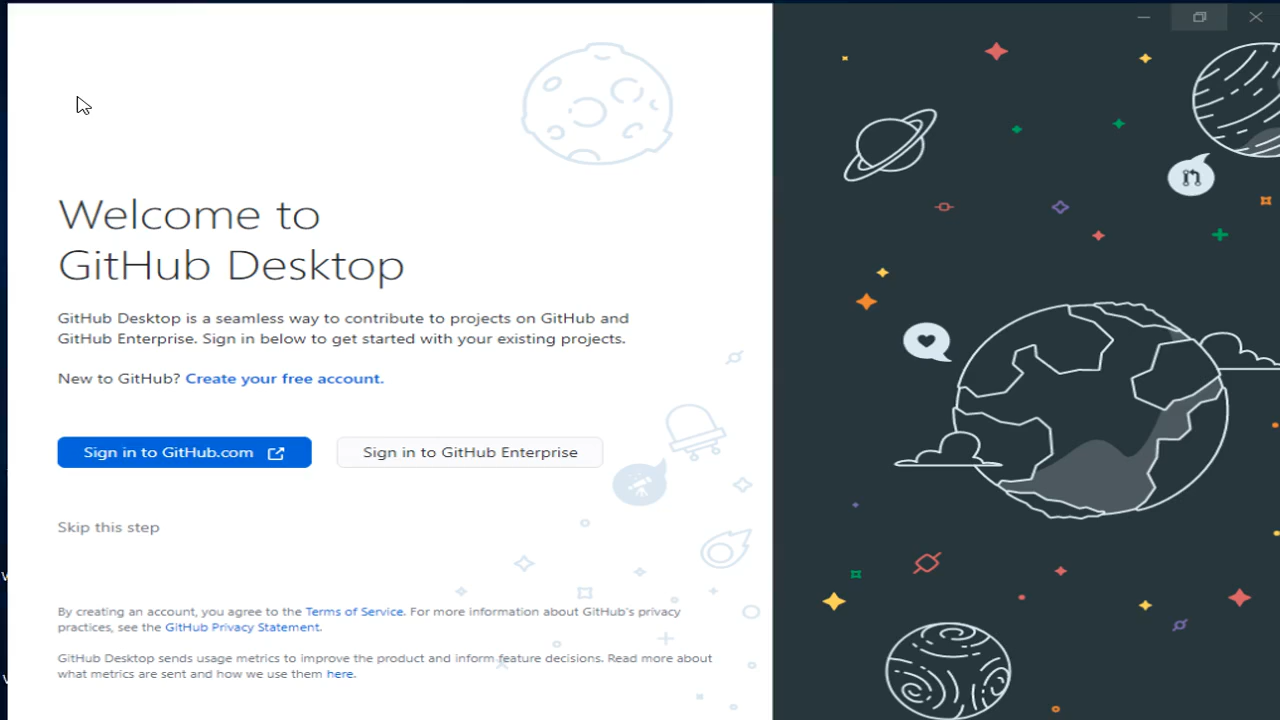 Welcome to
GitHub Desktop
GitHub Desktop is a seamless way to contribute to projects on GitHub and
GitHub Enterprise. Sign in below to get started with your existing projects.
New to GitHub? Create your free account.
Sign in to GitHub.com
Sign in to GitHub Enterprise
Skip this step
By creating an account, you agree to the Terms of Service. For more information about GitHub's privacy
practices, see the GitHub Privacy Statement.
GitHub Desktop sends usage metrics to improve the product and inform feature decisions. Read more about
what metrics are sent and how we use them here.